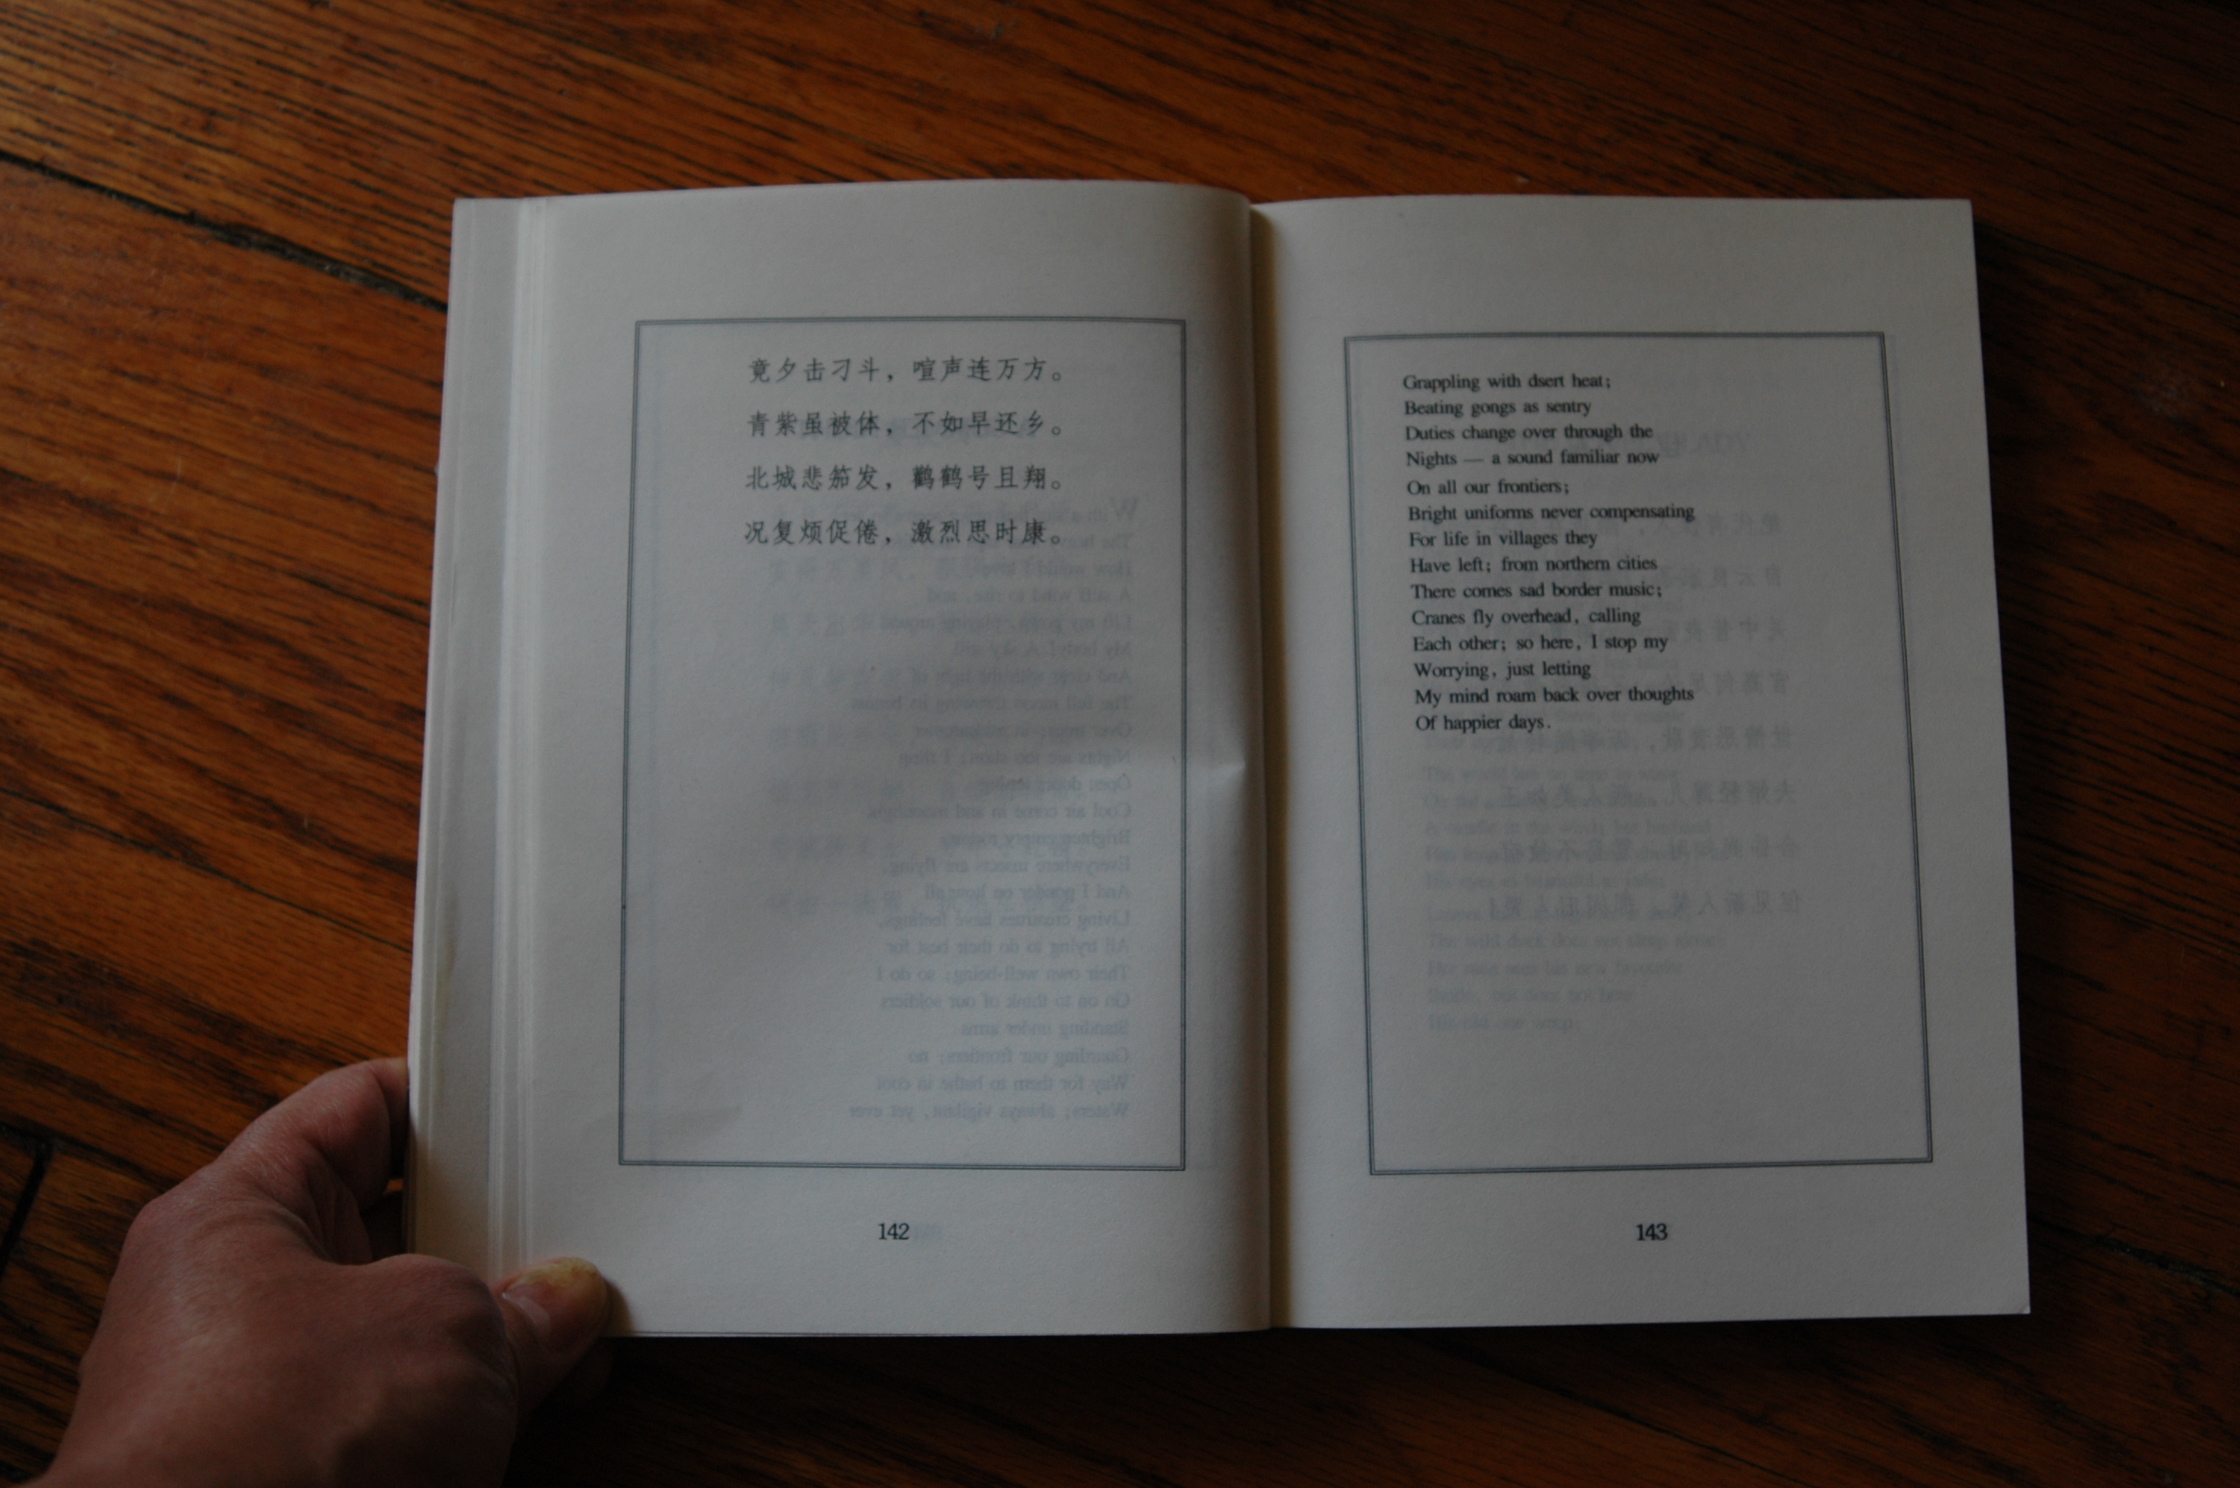 竟夕击刁斗，喧声连万方。
青紫虽被体，不如早还乡。
北城悲笳发，鹳鹤号且翔。
况复烦促倦，激烈思时康。
142
Grappling with dsert heat;
Beating gongs as sentry
Duties change over through the
Nights — a sound familiar now
On all our frontiers;
Bright uniforms never compensating
For life in villages they
Have left; from northern cities
There comes sad border music;
Cranes fly overhead, calling
Each other; so here, I stop my
Worrying, just letting
My mind roam back over thoughts
Of happier days.
143